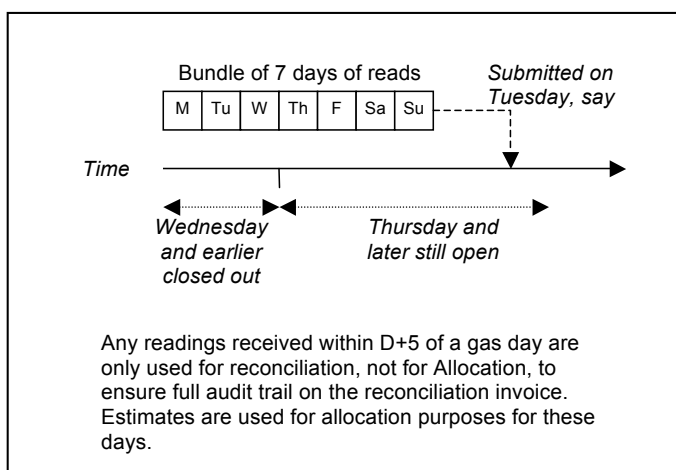 Bundle of 7 days of reads
Submitted on
Tuesday, say
M Tu W Th F Sa Su
Time
Wednesday
and earlier
closed out
Thursday and
later still open
Any readings received within D+5 of a gas day are
only used for reconciliation, not for Allocation, to
ensure full audit trail on the reconciliation invoice.
Estimates are used for allocation purposes for these
days.